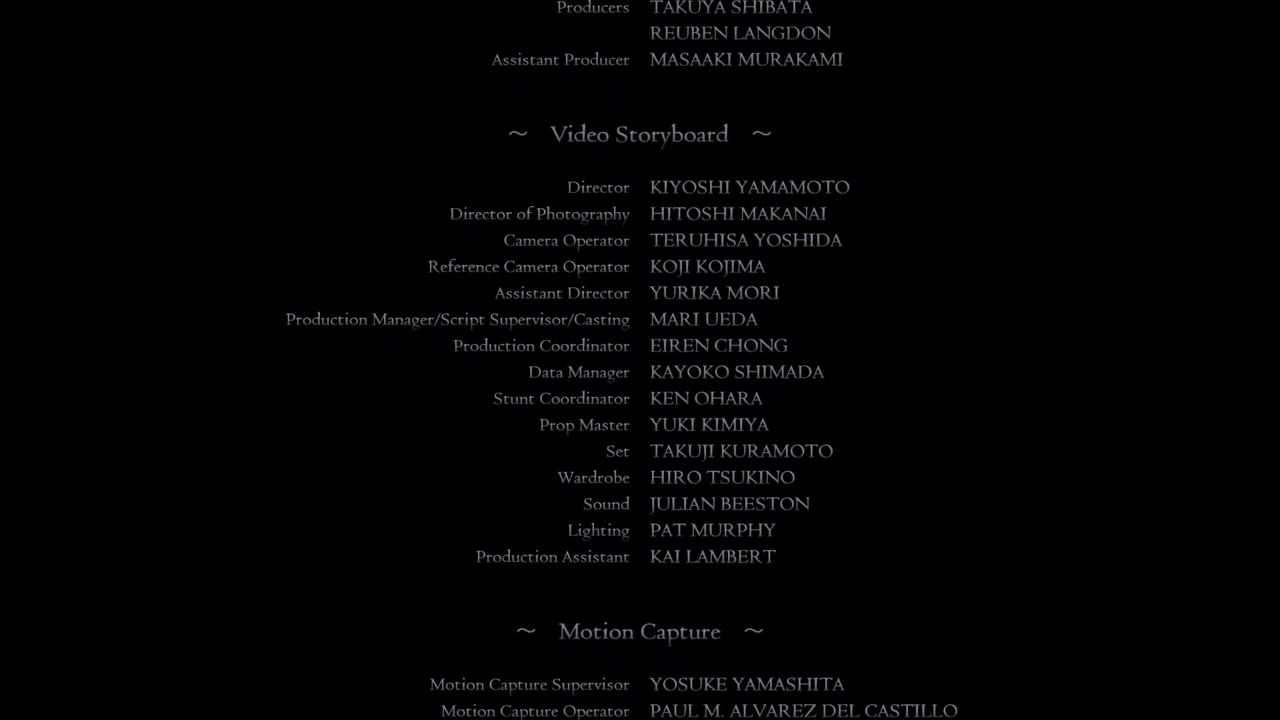 Producers TAKUYA SHIBATA
REUBEN LANGDON
Assistant Producer MASAAKI MURAKAMI
~ Video Storyboard ~
Director KIYOSHI YAMAMOTO
Director of Photography HITOSHI MAKANAI
Camera Operator TERUHISA YOSHIDA
Reference Camera Operator KOJI KOJIMA
Assistant Director YURIKA MORI
Production Manager/Script Supervisor/Casting MARI UEDA
Production Coordinator EIREN CHONG
Data Manager KAYOKO SHIMADA
Stunt Coordinator KEN OHARA
Prop Master YUKI KIMIYA
Set TAKUJI KURAMOTO
Wardrobe HIRO TSUKINO
Sound JULIAN BEESTON
Lighting PAT MURPHY
Production Assistant KAI LAMBERT
~ Motion Capture ~
Motion Capture Supervisor YOSUKE YAMASHITA
Motion Capture Operator PAUL M. ALVAREZ DEL CASTILLO